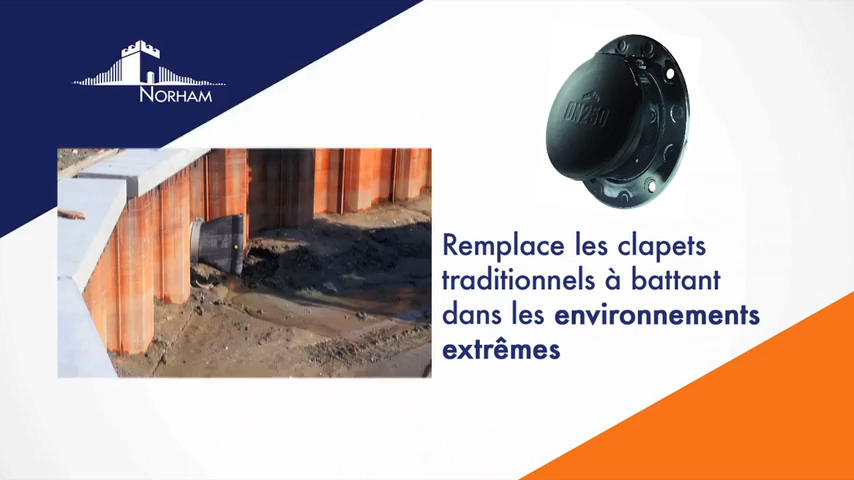 NORHAM
DN250
Remplace les clapets
traditionnels à battant
dans les environnements
extrêmes